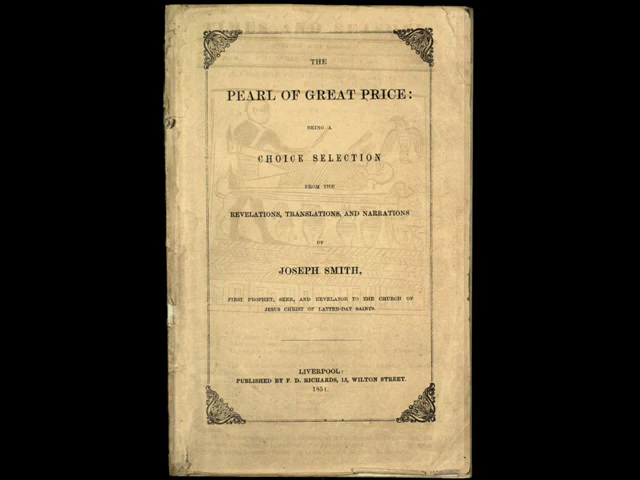 THE
PEARL OF GREAT PRICE:
BEING A
CHOICE SELECTION
FROM THE
REVELATIONS, TRANSLATIONS, AND NARRATIONS
OF
JOSEPH SMITH,
FIRST PROPHET, SEER, AND REVELATOR TO THE CHURCH OF
JESUS CHRIST OF LATTER-DAY SAINTS.
LIVERPOOL:
PUBLISHED BY F. D. RICHARDS, 15, WILTON STREET.
1851.